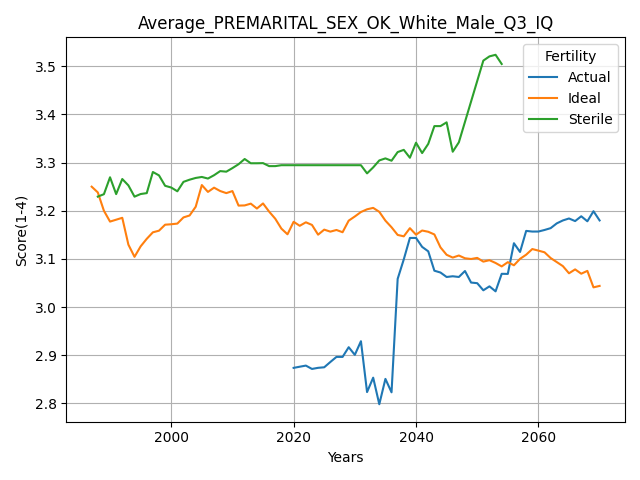 Average_PREMARITAL_SEX_OK_White_Male_Q3_IQ
Fertility
Actual
Ideal
Sterile
Score(1-4)
3.5
3.4
3.3
3.2
3.1
3.0
2.9
2.8
2000 2020 2040 2060
Years